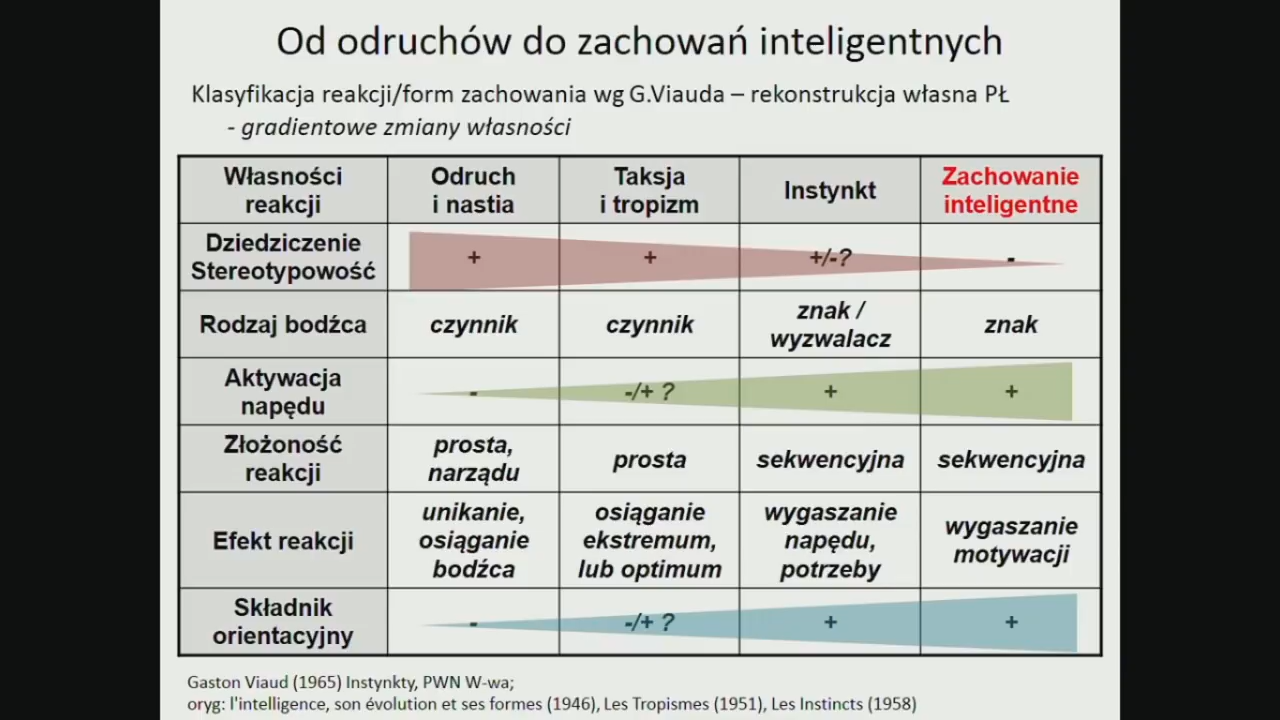 Od odruchów do zachowań inteligentnych
Klasyfikacja reakcji/form zachowania wg G.Viauda – rekonstrukcja własna PŁ
- gradientowe zmiany własności
Własności reakcji
Odruch i nastia
Taksja i tropizm
Instynkt
Zachowanie inteligentne
Dziedziczenie Stereotypowość
+
+
+/-?
-
Rodzaj bodźca
czynnik
czynnik
znak / wyzwalacz
znak
Aktywacja napędu
-
-/+ ?
+
+
Złożoność reakcji
prosta, narządu
prosta
sekwencyjna
sekwencyjna
Efekt reakcji
unikanie, osiąganie bodźca
osiąganie ekstremum, lub optimum
wygaszanie napędu, potrzeby
wygaszanie motywacji
Składnik orientacyjny
-
-/+ ?
+
+
Gaston Viaud (1965) Instynkty, PWN W-wa;
oryg: l'intelligence, son évolution et ses formes (1946), Les Tropismes (1951), Les Instincts (1958)